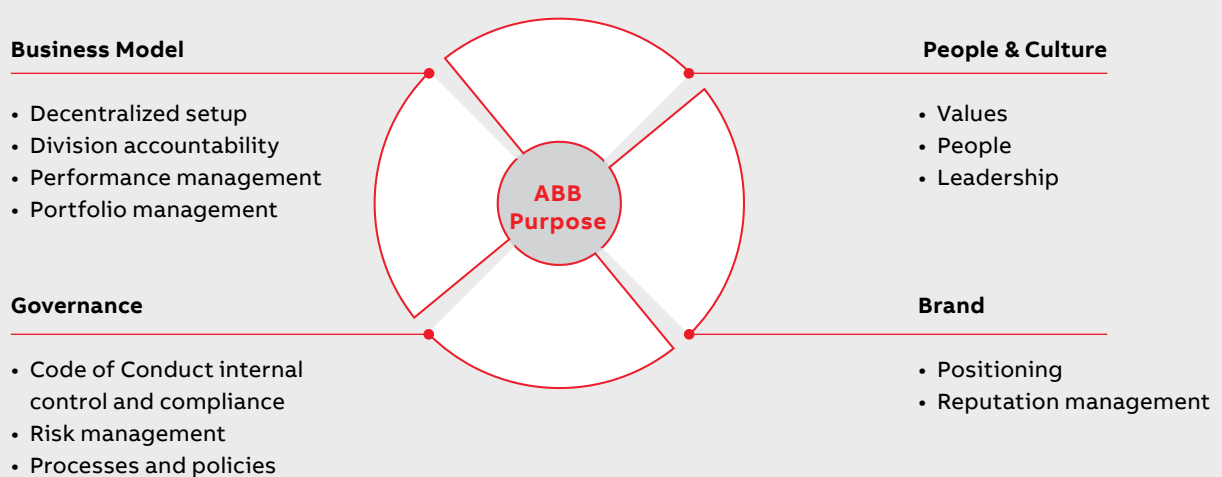 Business Model
• Decentralized setup
• Division accountability
• Performance management
• Portfolio management
People & Culture
• Values
• People
• Leadership
ABB
Purpose
Governance
• Code of Conduct internal
control and compliance
• Risk management
• Processes and policies
Brand
• Positioning
• Reputation management